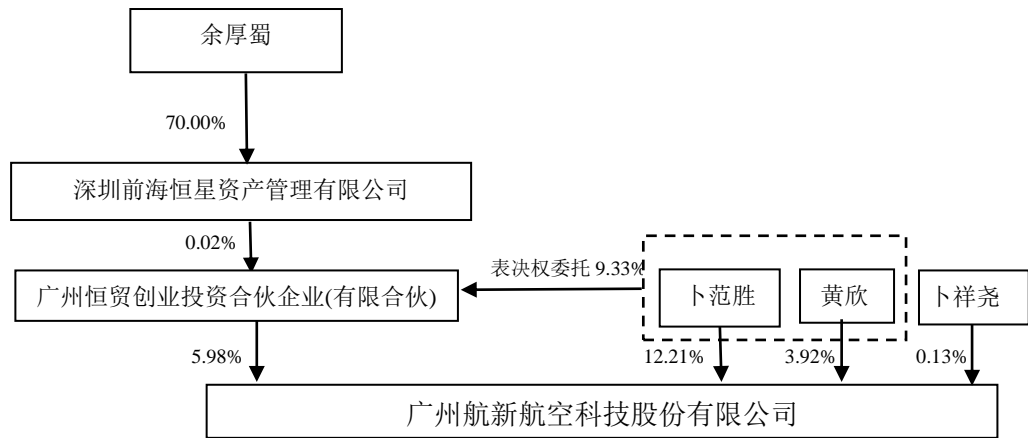 余厚蜀
70.00%
深圳前海恒星资产管理有限公司
0.02%
表决权委托 9.33%
广州恒贸创业投资合伙企业(有限合伙)
卜范胜
黄欣
卜祥尧
5.98%
12.21%
3.92%
0.13%
广州航新航空科技股份有限公司